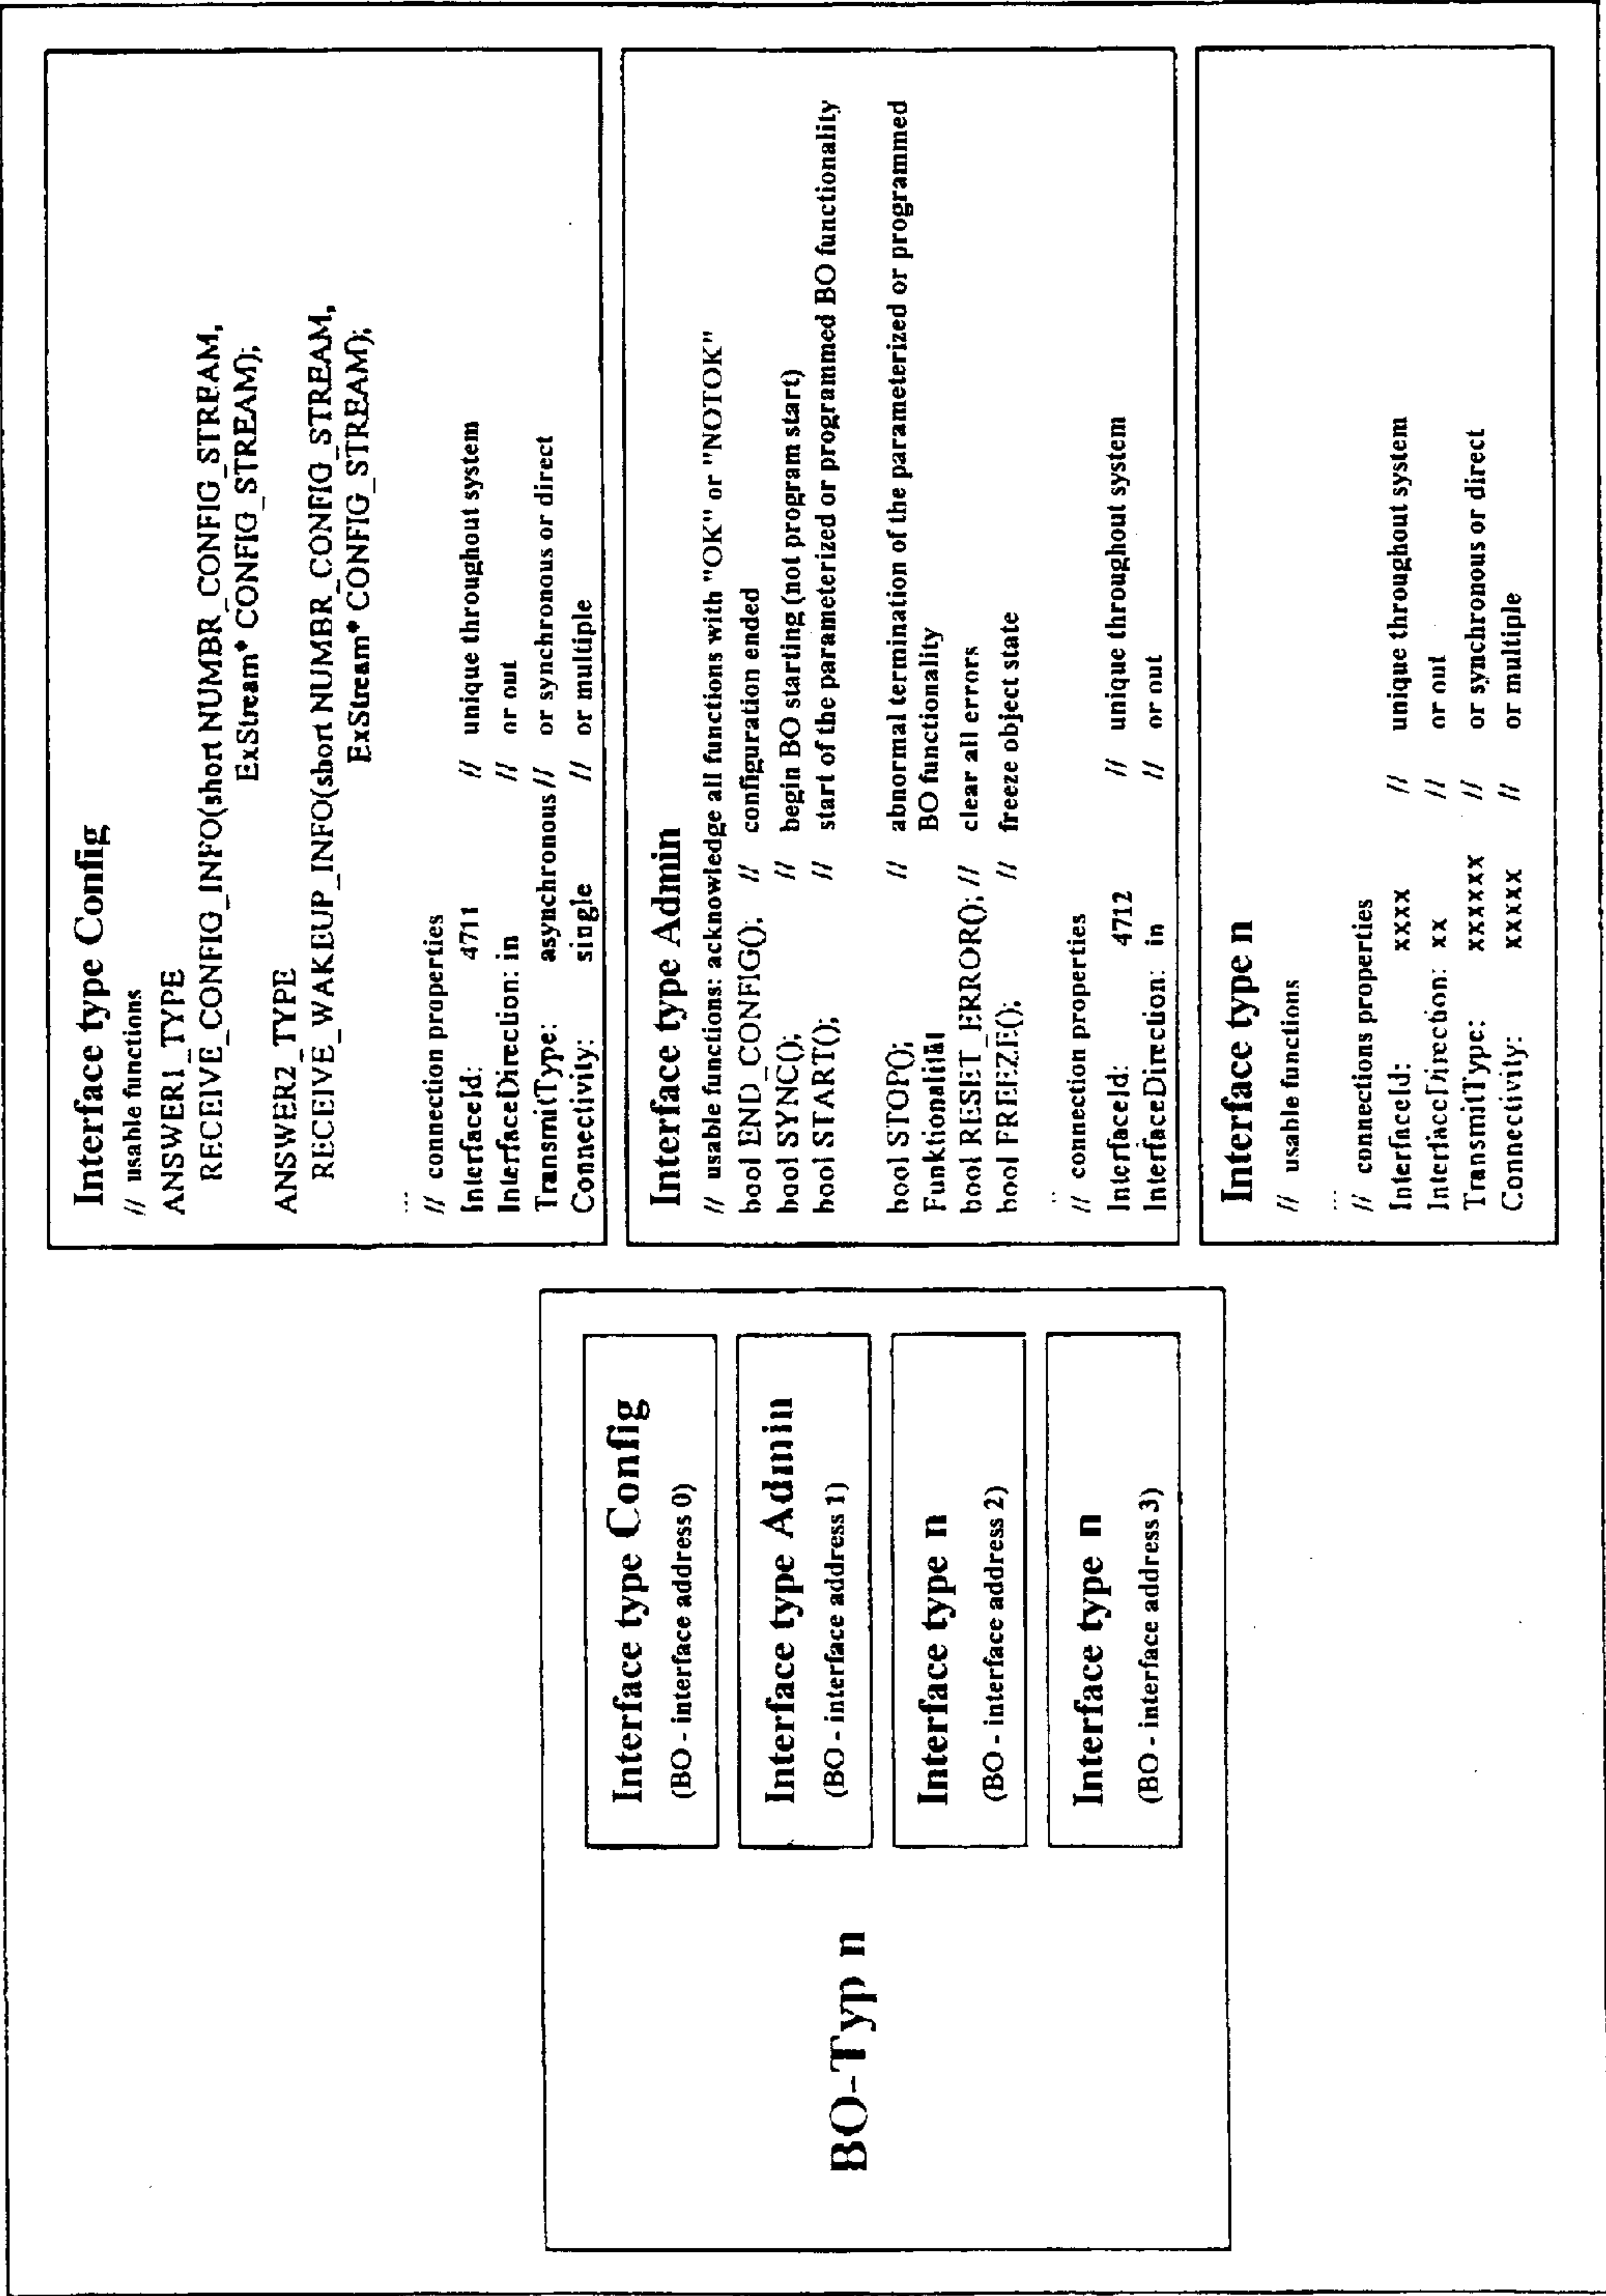 BO-Typ n
Interface type Config
(BO - interface address 0)
Interface type Admin
(BO - interface address 1)
Interface type n
(BO - interface address 2)
Interface type n
(BO - interface address 3)
Interface type Config
// usable functions
ANSWER1_TYPE
RECEIVE_CONFIG_INFO(short NUMBR_CONFIG_STREAM,
ExStream* CONFIG_STREAM);
ANSWER2_TYPE
RECEIVE_WAKEUP_INFO(short NUMBR_CONFIG_STREAM,
ExStream* CONFIG_STREAM);
...
// connection properties
InterfaceId: 4711 // unique throughout system
InterfaceDirection: in // or out
TransmitType: asynchronous // or synchronous or direct
Connectivity: single // or multiple
Interface type Admin
// usable functions: acknowledge all functions with "OK" or "NOTOK"
bool END_CONFIG(); // configuration ended
bool SYNC(); // begin BO starting (not program start)
bool START(); // start of the parameterized or programmed BO functionality
bool STOP(); // abnormal termination of the parameterized or programmed
Funktionalität BO functionality
bool RESET_ERROR(); // clear all errors
bool FREEZE(); // freeze object state
...
// connection properties
InterfaceId: 4712 // unique throughout system
InterfaceDirection: in // or out
Interface type n
// usable functions
...
// connections properties
InterfaceId: xxxx // unique throughout system
InterfaceDirection: xx // or out
TransmitType: xxxxxx // or synchronous or direct
Connectivity: xxxxx // or multiple